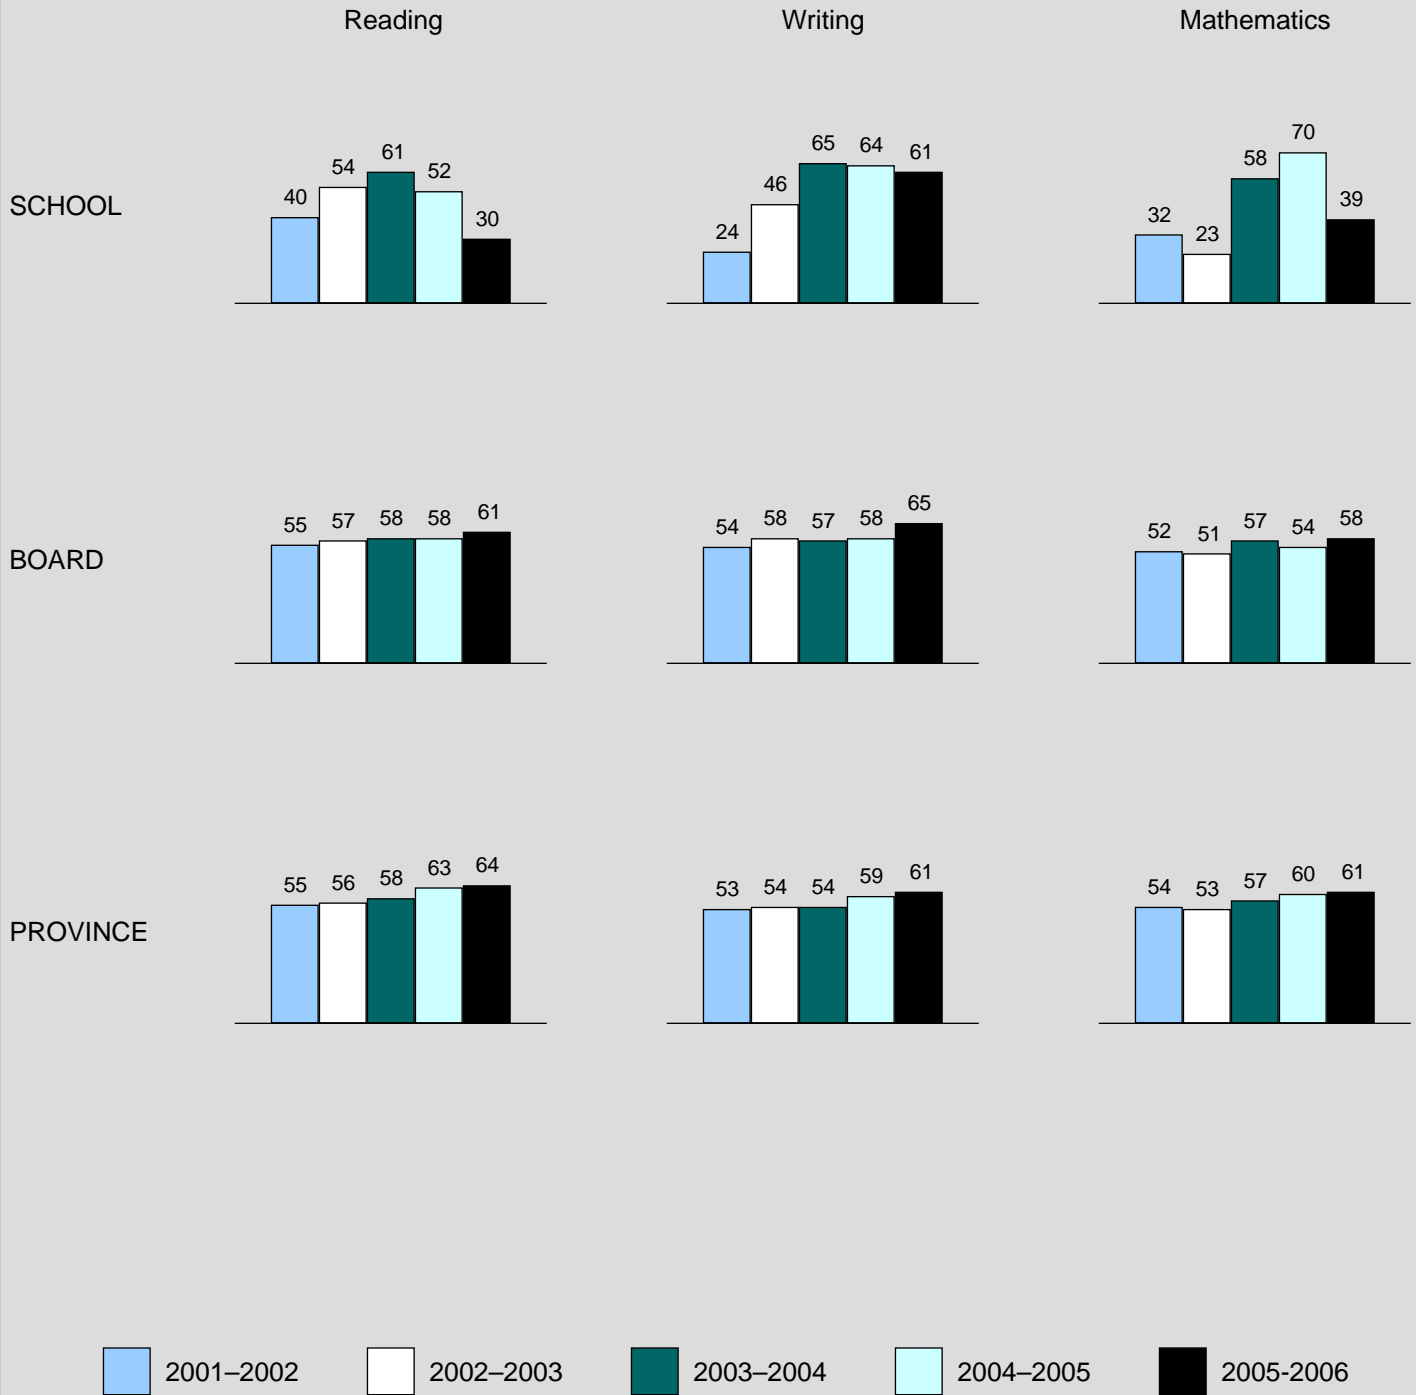 Reading Writing Mathematics
SCHOOL
40 54 61 52 30
24 46 65 64 61
32 23 58 70 39
BOARD
55 57 58 58 61
54 58 57 58 65
52 51 57 54 58
PROVINCE
55 56 58 63 64
53 54 54 59 61
54 53 57 60 61
2001–2002 2002–2003 2003–2004 2004–2005 2005-2006